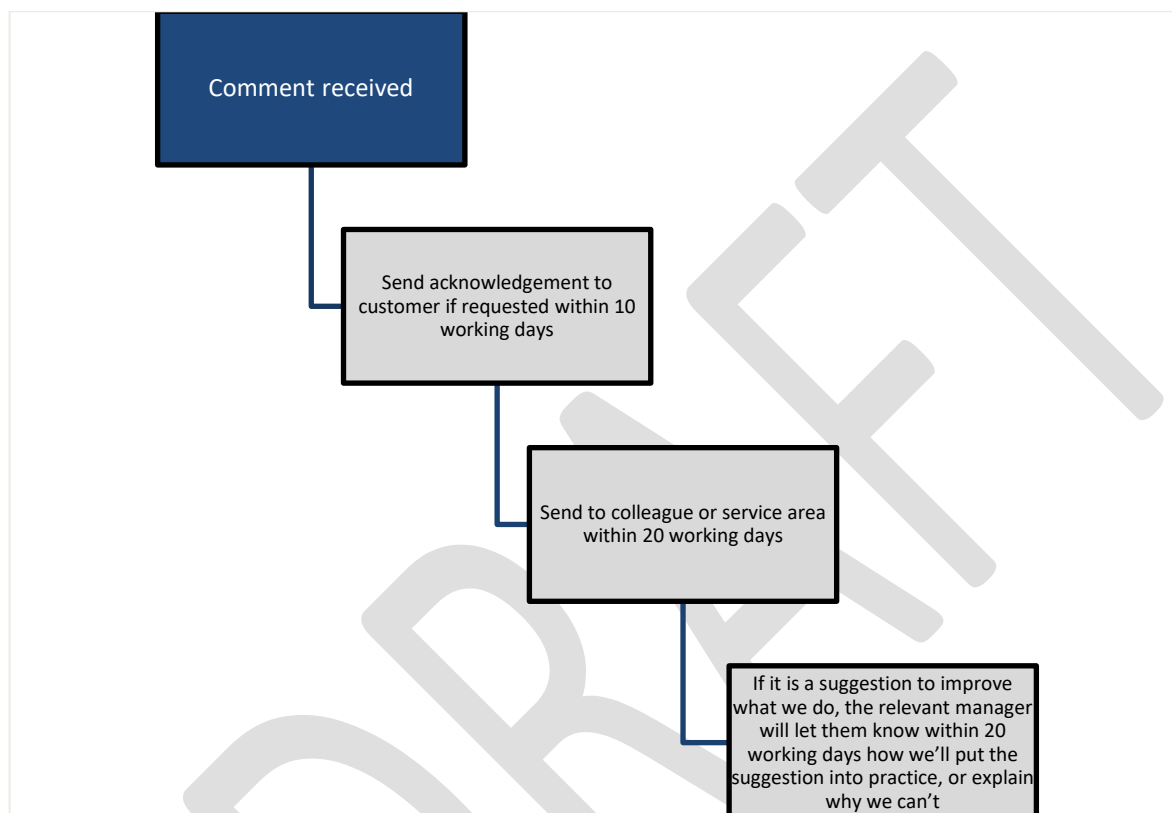 Comment received
Send acknowledgement to
customer if requested within 10
working days
Send to colleague or service area
within 20 working days
If it is a suggestion to improve
what we do, the relevant manager
will let them know within 20
working days how we’ll put the
suggestion into practice, or explain
why we can’t
DRAFT